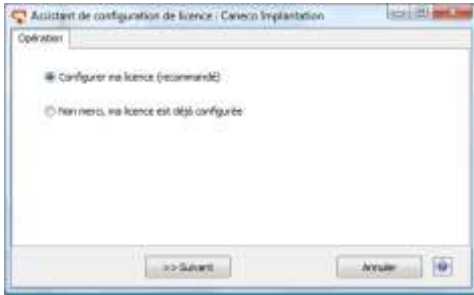 Assistant de configuration de licence : Caneco Implantation
Opération
Configurer ma licence (recommandé)
Non merci, ma licence est déjà configurée
>> Suivant
Annuler